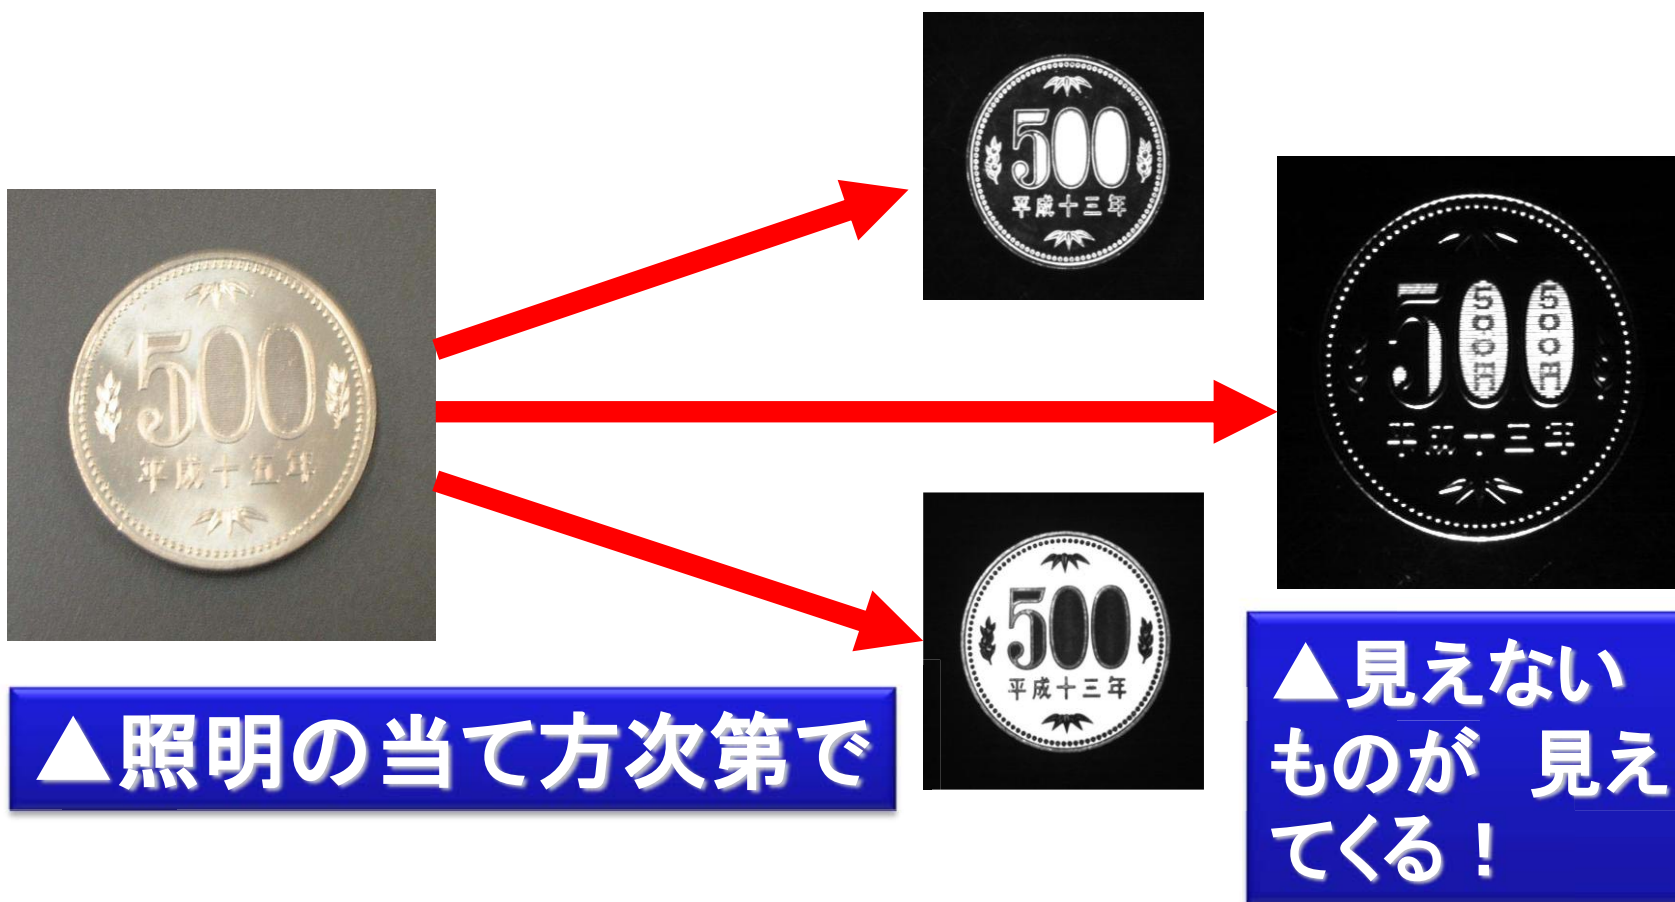 500
平成十五年
500
平成十三年
500
500円
500円
平成十三年
500
平成十三年
▲照明の当て方次第で
▲見えない
ものが 見え
てくる！